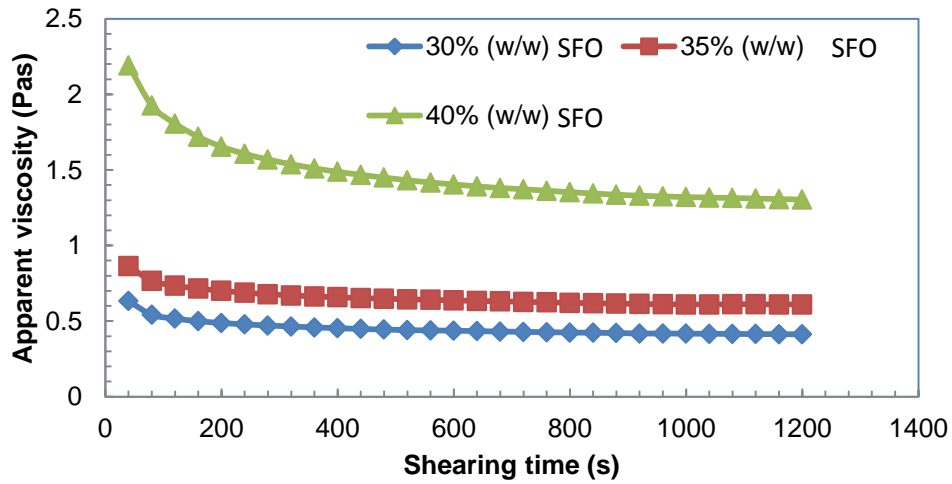 2.5
2
1.5
1
0.5
0
Apparent viscosity (Pas)
30% (w/w) SFO
35% (w/w) SFO
40% (w/w) SFO
0 200 400 600 800 1000 1200 1400
Shearing time (s)